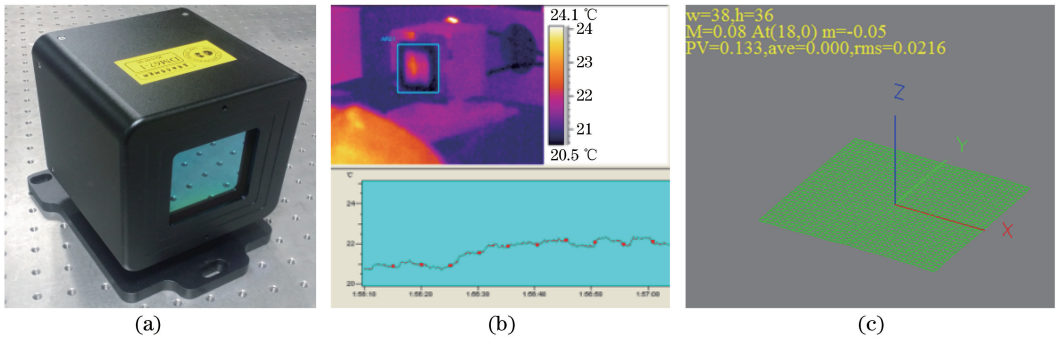 DM67-1
24.1 ℃
24
23
22
21
20.5 ℃
℃
24
22
20
1:56:10
1:56:20
1:56:30
1:56:40
1:56:50
1:57:00
w=38,h=36
M=0.08 At(18,0) m=-0.05
PV=0.133,ave=0.000,rms=0.0216
Z
Y
X
(a)
(b)
(c)